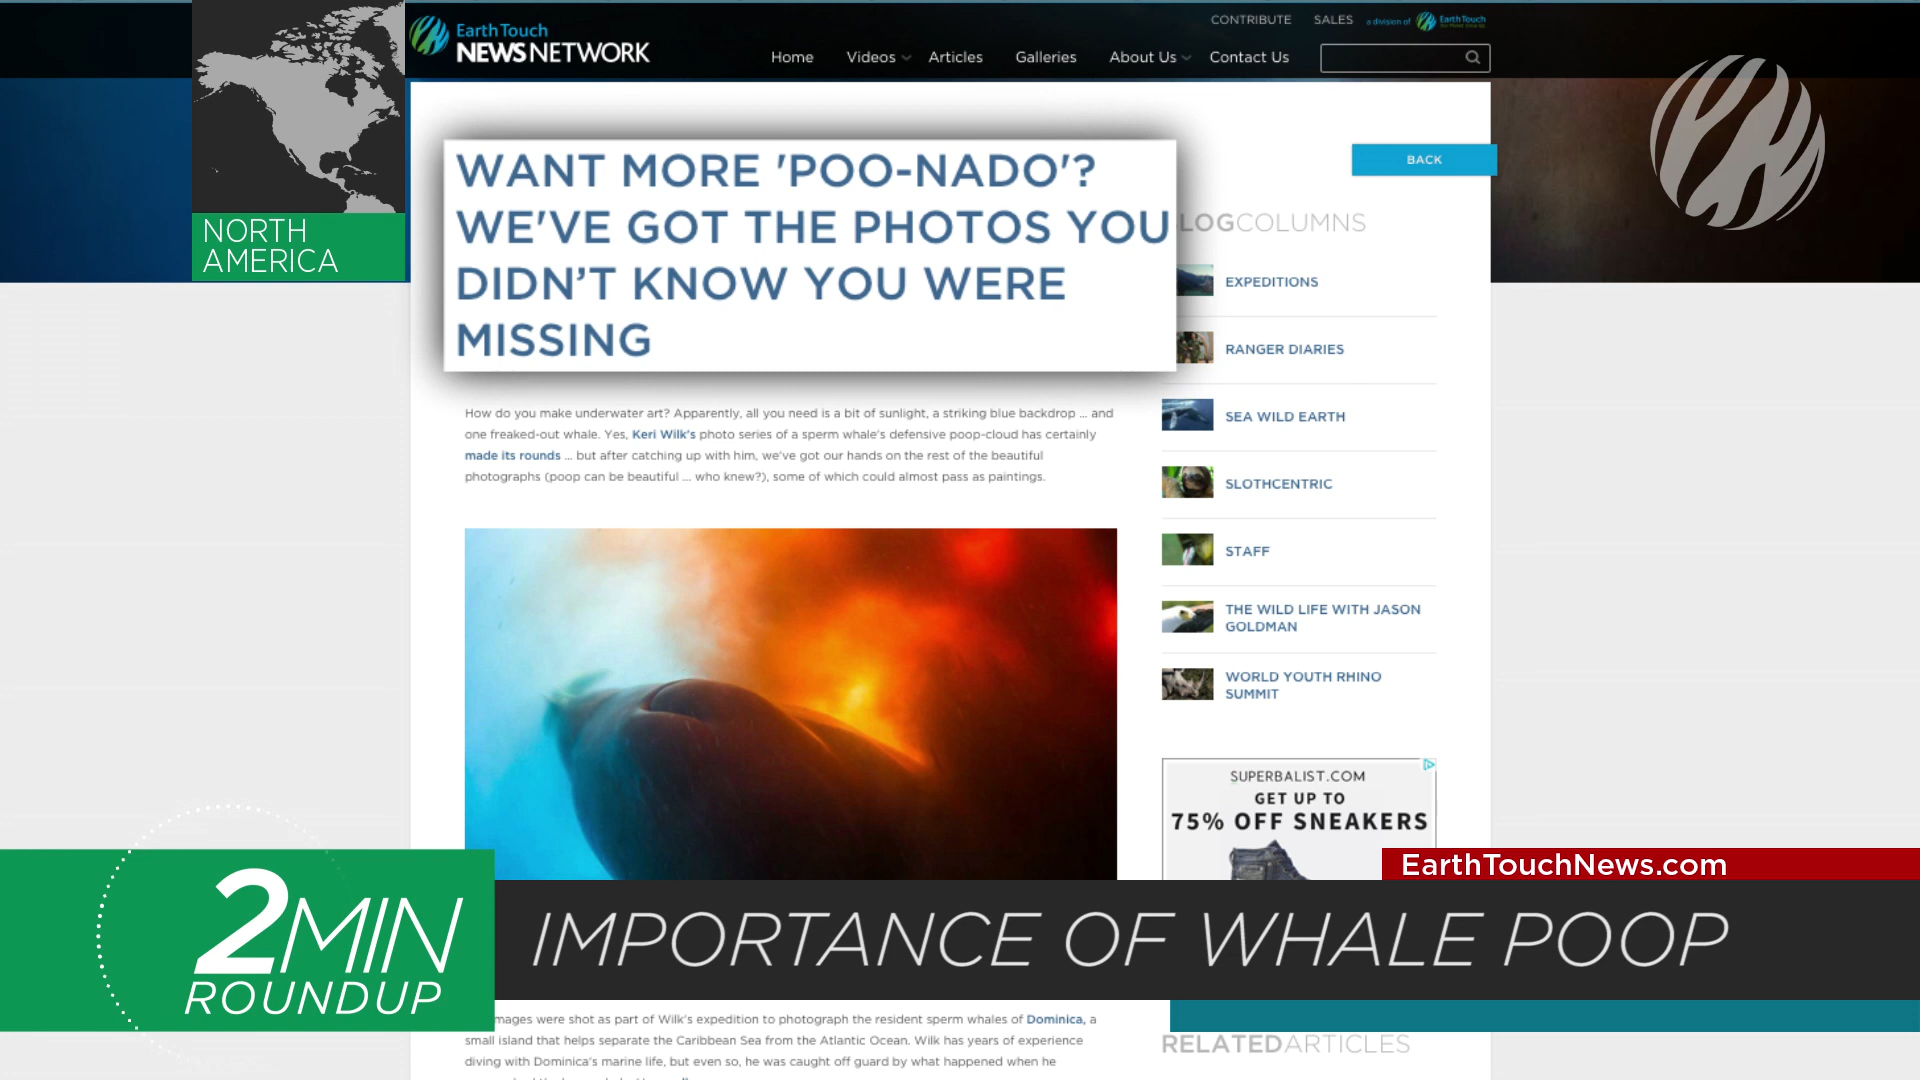 CONTRIBUTE SALES a division of EarthTouch
EarthTouch
NEWS NETWORK
Home Videos Articles Galleries About Us Contact Us
NORTH
AMERICA
WANT MORE 'POO-NADO'?
WE'VE GOT THE PHOTOS YOU
DIDN’T KNOW YOU WERE
MISSING
How do you make underwater art? Apparently, all you need is a bit of sunlight, a striking blue backdrop ... and
one freaked-out whale. Yes, Keri Wilk's photo series of a sperm whale's defensive poop-cloud has certainly
made its rounds ... but after catching up with him, we've got our hands on the rest of the beautiful
photographs (poop can be beautiful ... who knew?), some of which could almost pass as paintings.
BACK
LOGCOLUMNS
EXPEDITIONS
RANGER DIARIES
SEA WILD EARTH
SLOTHCENTRIC
STAFF
THE WILD LIFE WITH JASON
GOLDMAN
WORLD YOUTH RHINO
SUMMIT
SUPERBALIST.COM
GET UP TO
75% OFF SNEAKERS
EarthTouchNews.com
2MIN
ROUNDUP
IMPORTANCE OF WHALE POOP
mages were shot as part of Wilk's expedition to photograph the resident sperm whales of Dominica, a
small island that helps separate the Caribbean Sea from the Atlantic Ocean. Wilk has years of experience
diving with Dominica's marine life, but even so, he was caught off guard by what happened when he
RELATEDARTICLES